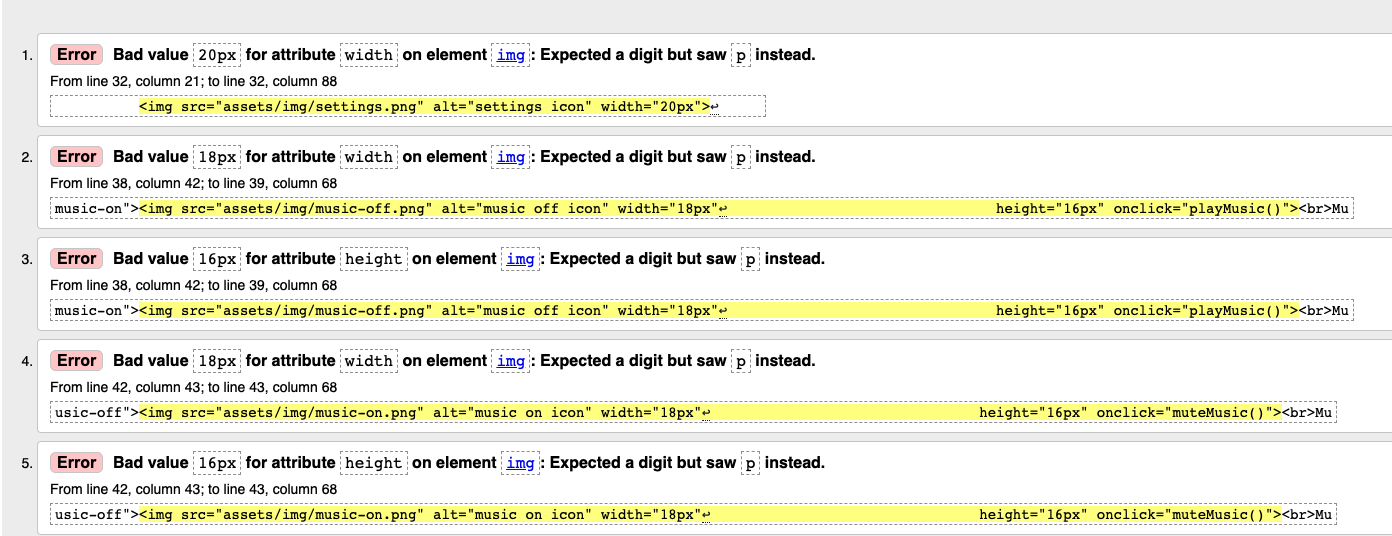 1. Error Bad value 20px for attribute width on element img: Expected a digit but saw p instead.
From line 32, column 21; to line 32, column 88
<img src="assets/img/settings.png" alt="settings icon" width="20px">↩
2. Error Bad value 18px for attribute width on element img: Expected a digit but saw p instead.
From line 38, column 42; to line 39, column 68
music-on"><img src="assets/img/music-off.png" alt="music off icon" width="18px"↩ height="16px" onclick="playMusic()"><br>Mu
3. Error Bad value 16px for attribute height on element img: Expected a digit but saw p instead.
From line 38, column 42; to line 39, column 68
music-on"><img src="assets/img/music-off.png" alt="music off icon" width="18px"↩ height="16px" onclick="playMusic()"><br>Mu
4. Error Bad value 18px for attribute width on element img: Expected a digit but saw p instead.
From line 42, column 43; to line 43, column 68
usic-off"><img src="assets/img/music-on.png" alt="music on icon" width="18px"↩ height="16px" onclick="muteMusic()"><br>Mu
5. Error Bad value 16px for attribute height on element img: Expected a digit but saw p instead.
From line 42, column 43; to line 43, column 68
usic-off"><img src="assets/img/music-on.png" alt="music on icon" width="18px"↩ height="16px" onclick="muteMusic()"><br>Mu